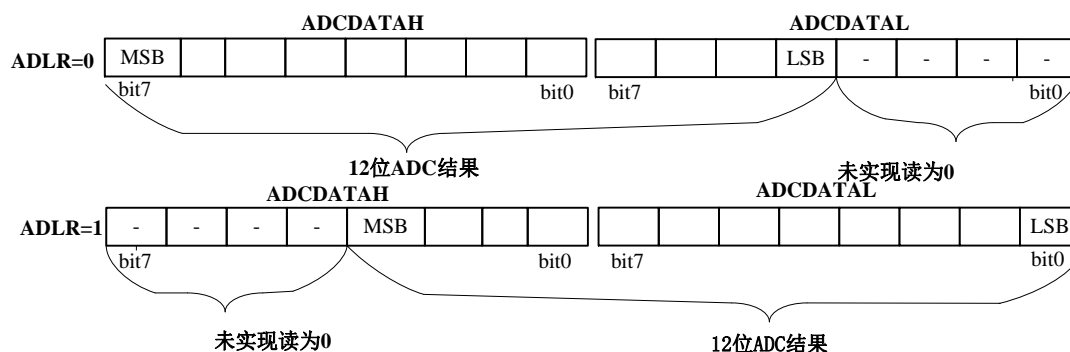 ADCDATAH ADCDATAL
ADLR=0 MSB LSB - - - -
bit7 bit0 bit7 bit0
12位ADC结果 未实现读为0
ADCDATAH ADCDATAL
ADLR=1 - - - - MSB LSB
bit7 bit0 bit7 bit0
未实现读为0 12位ADC结果